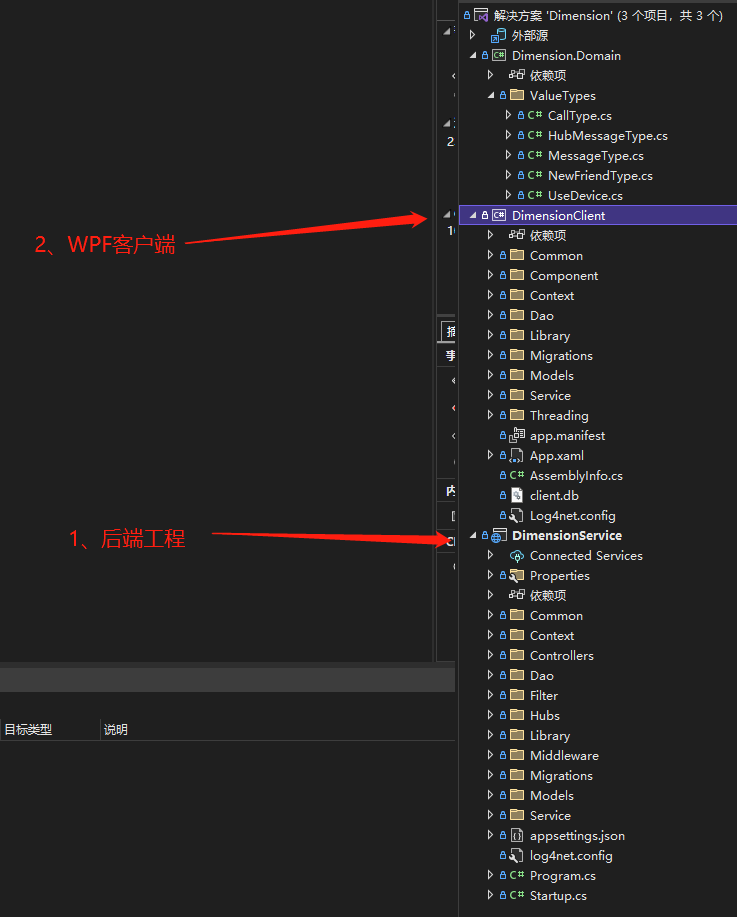 解决方案 'Dimension' (3 个项目，共 3 个)
外部源
Dimension.Domain
依赖项
ValueTypes
C# CallType.cs
C# HubMessageType.cs
C# MessageType.cs
C# NewFriendType.cs
C# UseDevice.cs
DimensionClient
依赖项
Common
Component
Context
Dao
Library
Migrations
Models
Service
Threading
app.manifest
App.xaml
C# AssemblyInfo.cs
client.db
Log4net.config
DimensionService
Connected Services
Properties
依赖项
Common
Context
Controllers
Dao
Filter
Hubs
Library
Middleware
Migrations
Models
Service
appsettings.json
log4net.config
C# Program.cs
C# Startup.cs
2、WPF客户端
1、后端工程
目标类型
说明